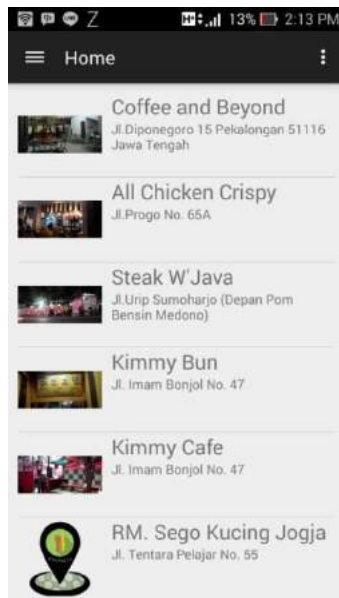 Z H+ 13% 2:13 PM
Home
Coffee and Beyond
Jl.Diponegoro 15 Pekalongan 51116
Jawa Tengah
All Chicken Crispy
Jl.Progo No. 65A
Steak W'Java
Jl.Urip Sumoharjo (Depan Pom
Bensin Medono)
Kimmy Bun
Jl. Imam Bonjol No. 47
Kimmy Cafe
Jl. Imam Bonjol No. 47
RM. Sego Kucing Jogja
Jl. Tentara Pelajar No. 55